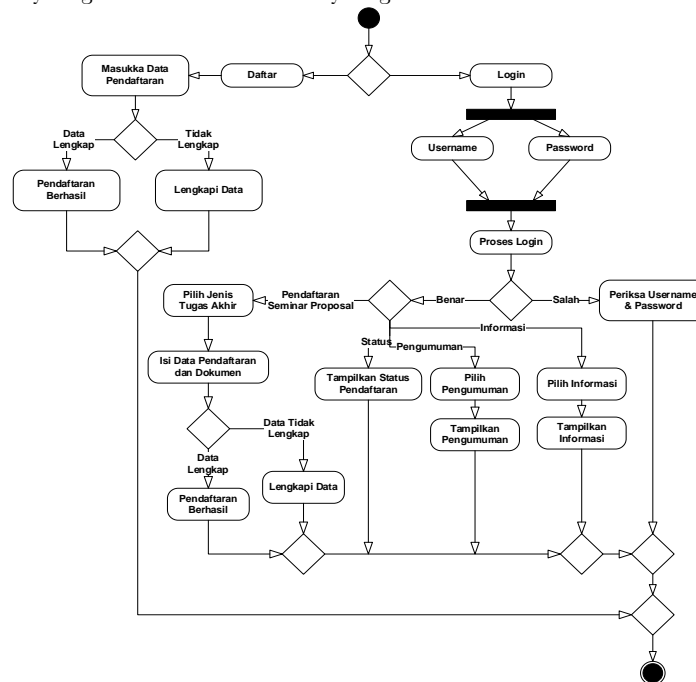 Masukka Data
Pendaftaran
Daftar
Login
Data
Lengkap
Tidak
Lengkap
Username
Password
Pendaftaran
Berhasil
Lengkapi Data
Proses Login
Pilih Jenis
Tugas Akhir
Pendaftaran
Seminar Proposal
Benar
Salah
Periksa Username
& Password
Informasi
Status
Pengumuman
Isi Data Pendaftaran
dan Dokumen
Tampilkan Status
Pendaftaran
Pilih
Pengumuman
Pilih Informasi
Data Tidak
Lengkap
Tampilkan
Pengumuman
Tampilkan
Informasi
Data
Lengkap
Pendaftaran
Berhasil
Lengkapi Data